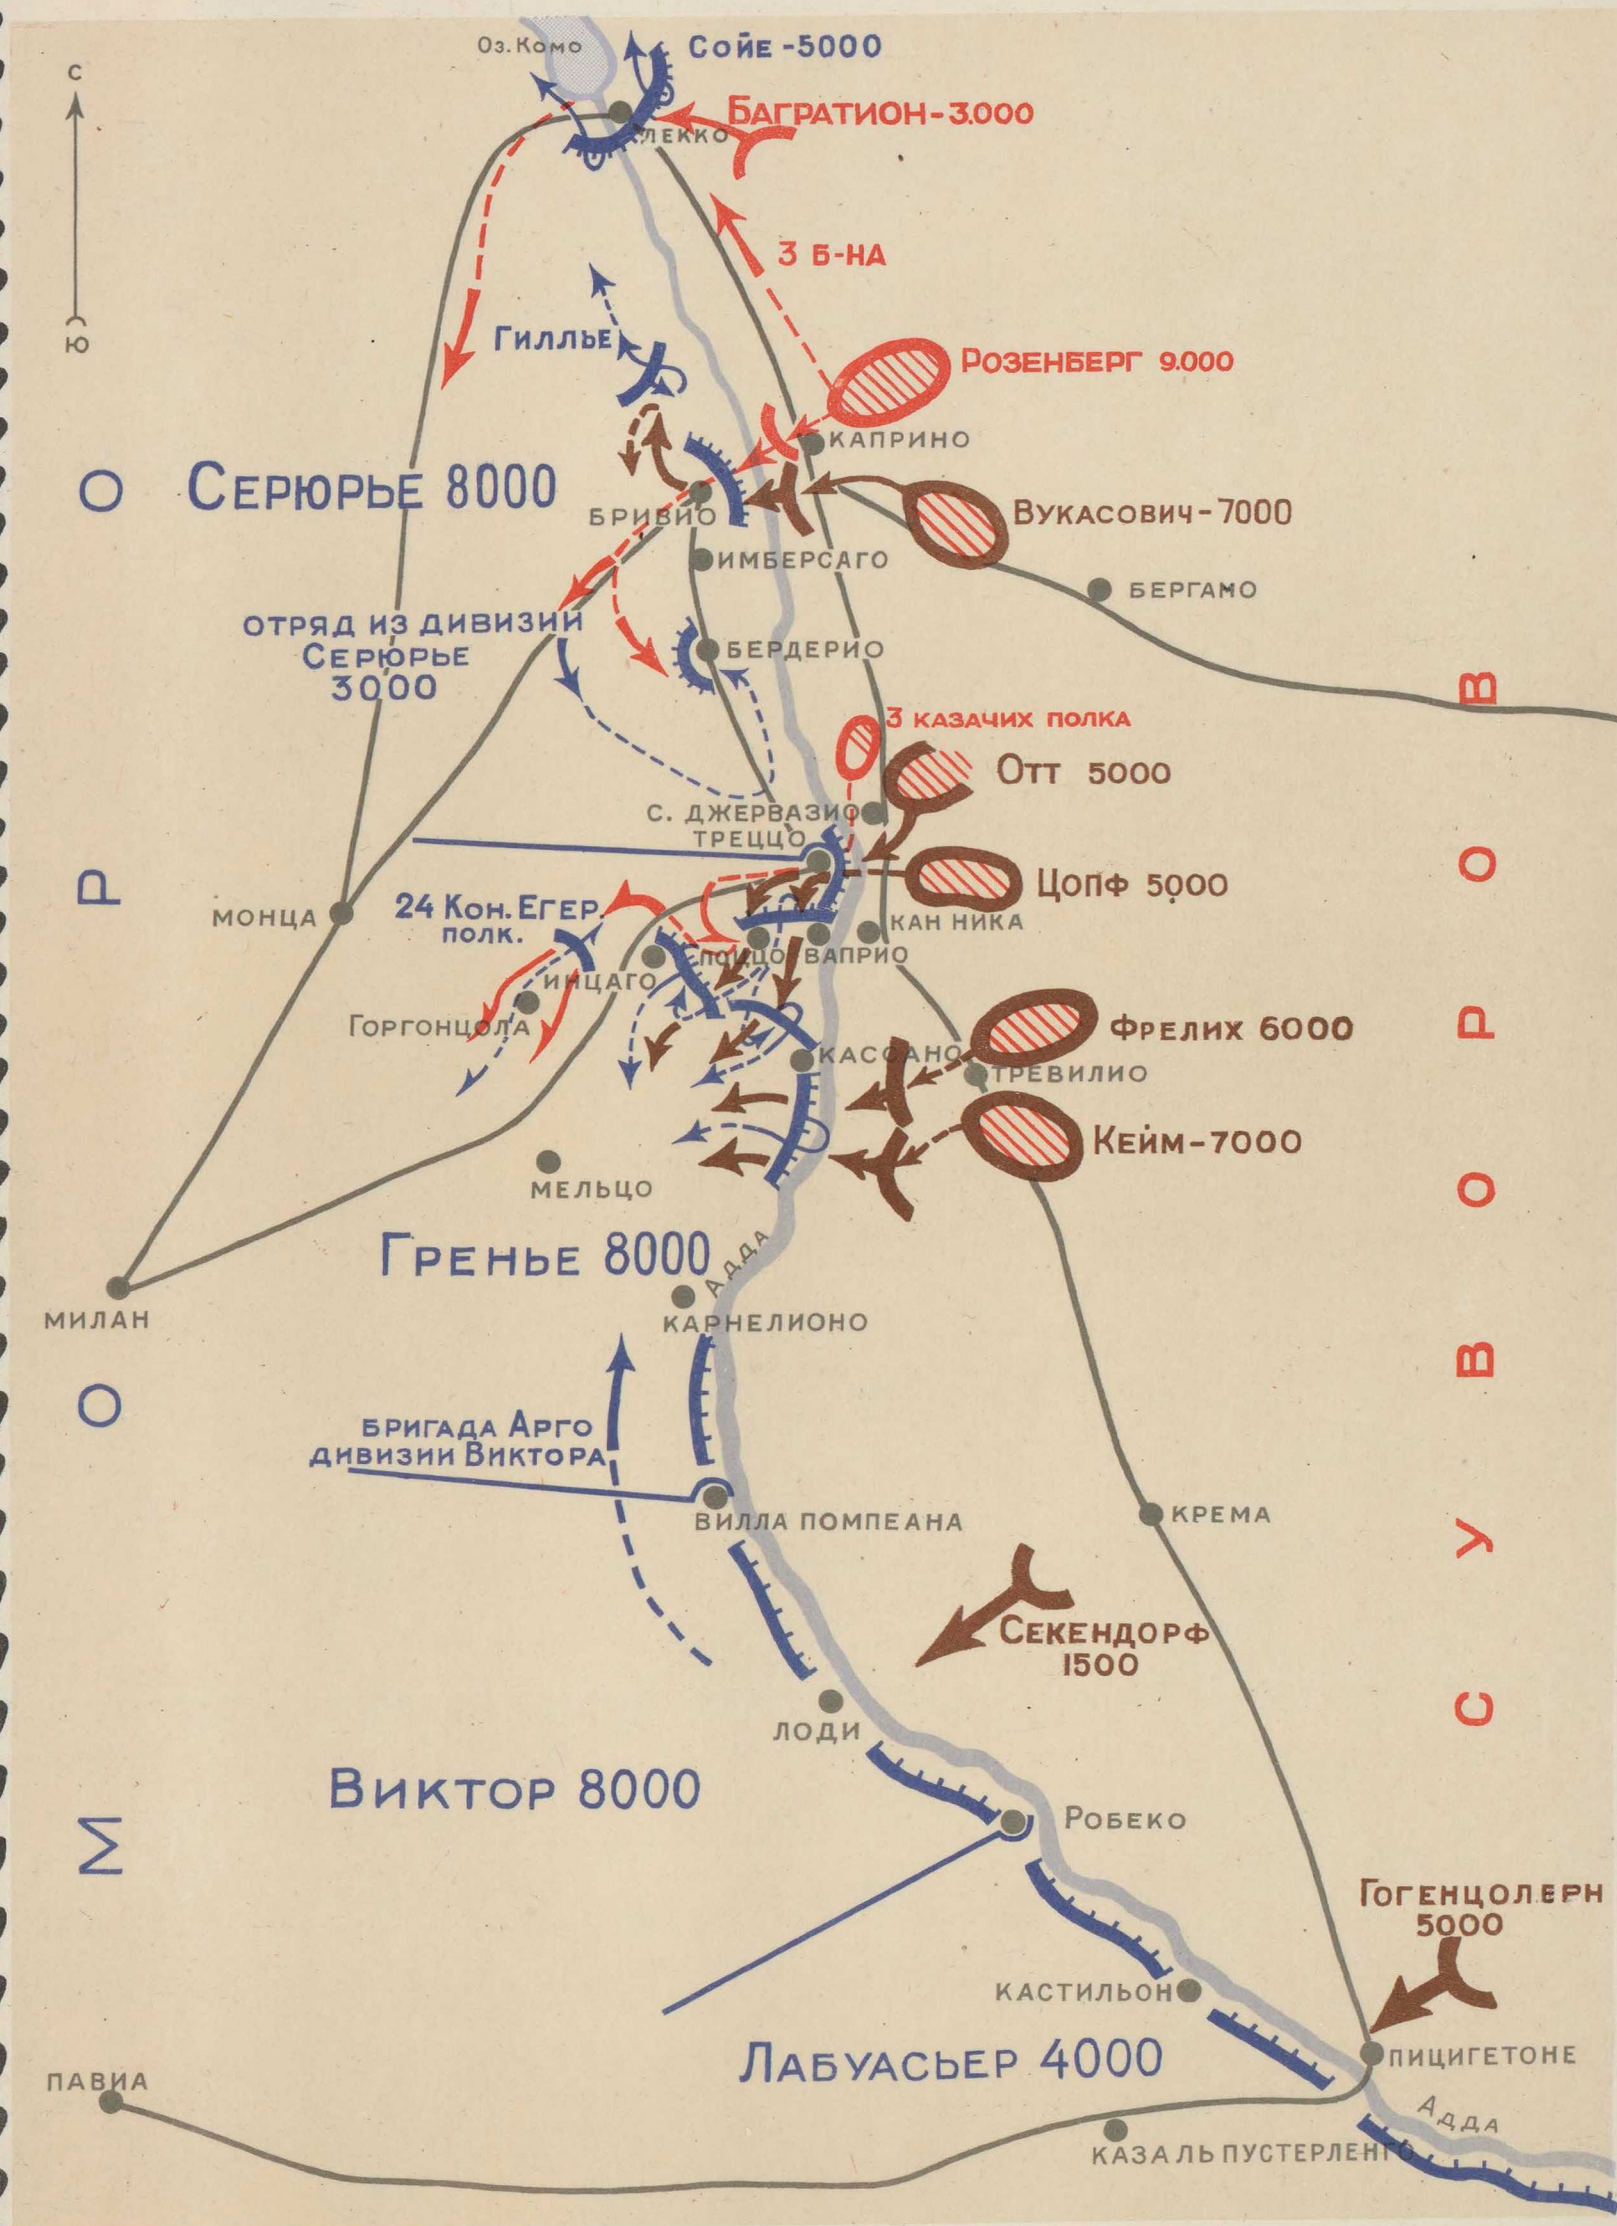 Оз. Комо
Сойе - 5000
С
Багратион - 3.000
ЛЕККО
3 Б-НА
Ю
Гиллье
Розенберг 9.000
КАПРИНО
Серюрье 8000
Вукасович - 7000
БРИВИО
ИМБЕРСАГО
БЕРГАМО
ОТРЯД ИЗ ДИВИЗИИ
Серюрье
3000
БЕРДЕРИО
3 КАЗАЧИХ ПОЛКА
Отт 5000
С. ДЖЕРВАЗИО
ТРЕЦЦО
Цопф 5000
24 Кон. Егер.
ПОЛК.
МОНЦА
КАННИКА
ПОЦЦО
ВАПРИО
ИНЦАГО
Горгонцола
Фрелих 6000
КАССАНО
ТРЕВИЛИО
Кейм - 7000
МЕЛЬЦО
Гренье 8000
АДДА
МИЛАН
КАРНЕЛИОНО
БРИГАДА Арго
ДИВИЗИИ Виктора
ВИЛЛА ПОМПЕАНА
КРЕМА
Секендорф
1500
ЛОДИ
Виктор 8000
Робеко
Гогенцолерн
5000
КАСТИЛЬОН
Лабуасьер 4000
ПИЦИГЕТОНЕ
ПАВИА
Адда
КАЗАЛЬ ПУСТЕРЛЕНГО
МОРО
СУВОРОВ